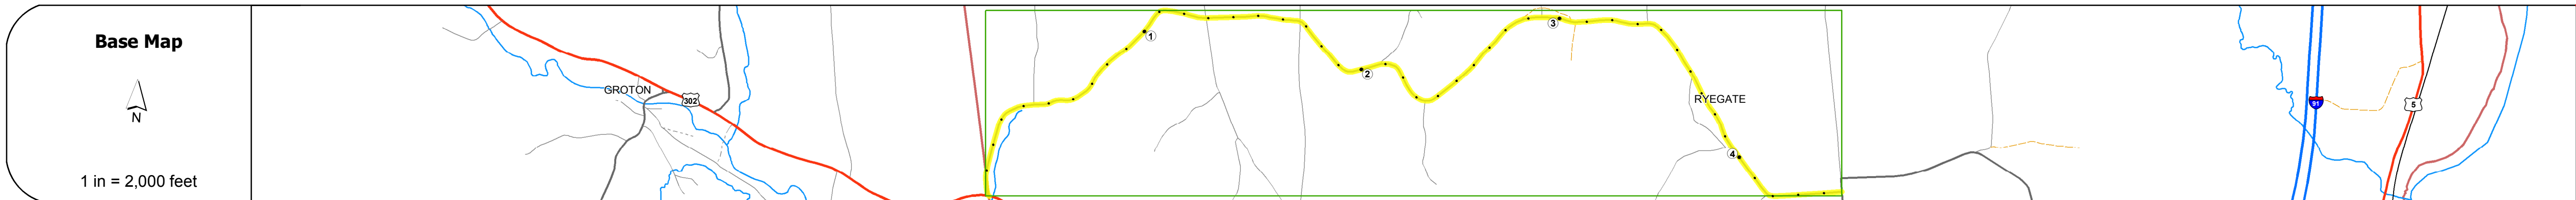 Base Map
N
1 in = 2,000 feet
GROTON
302
1
2
3
RYEGATE
4
91
5